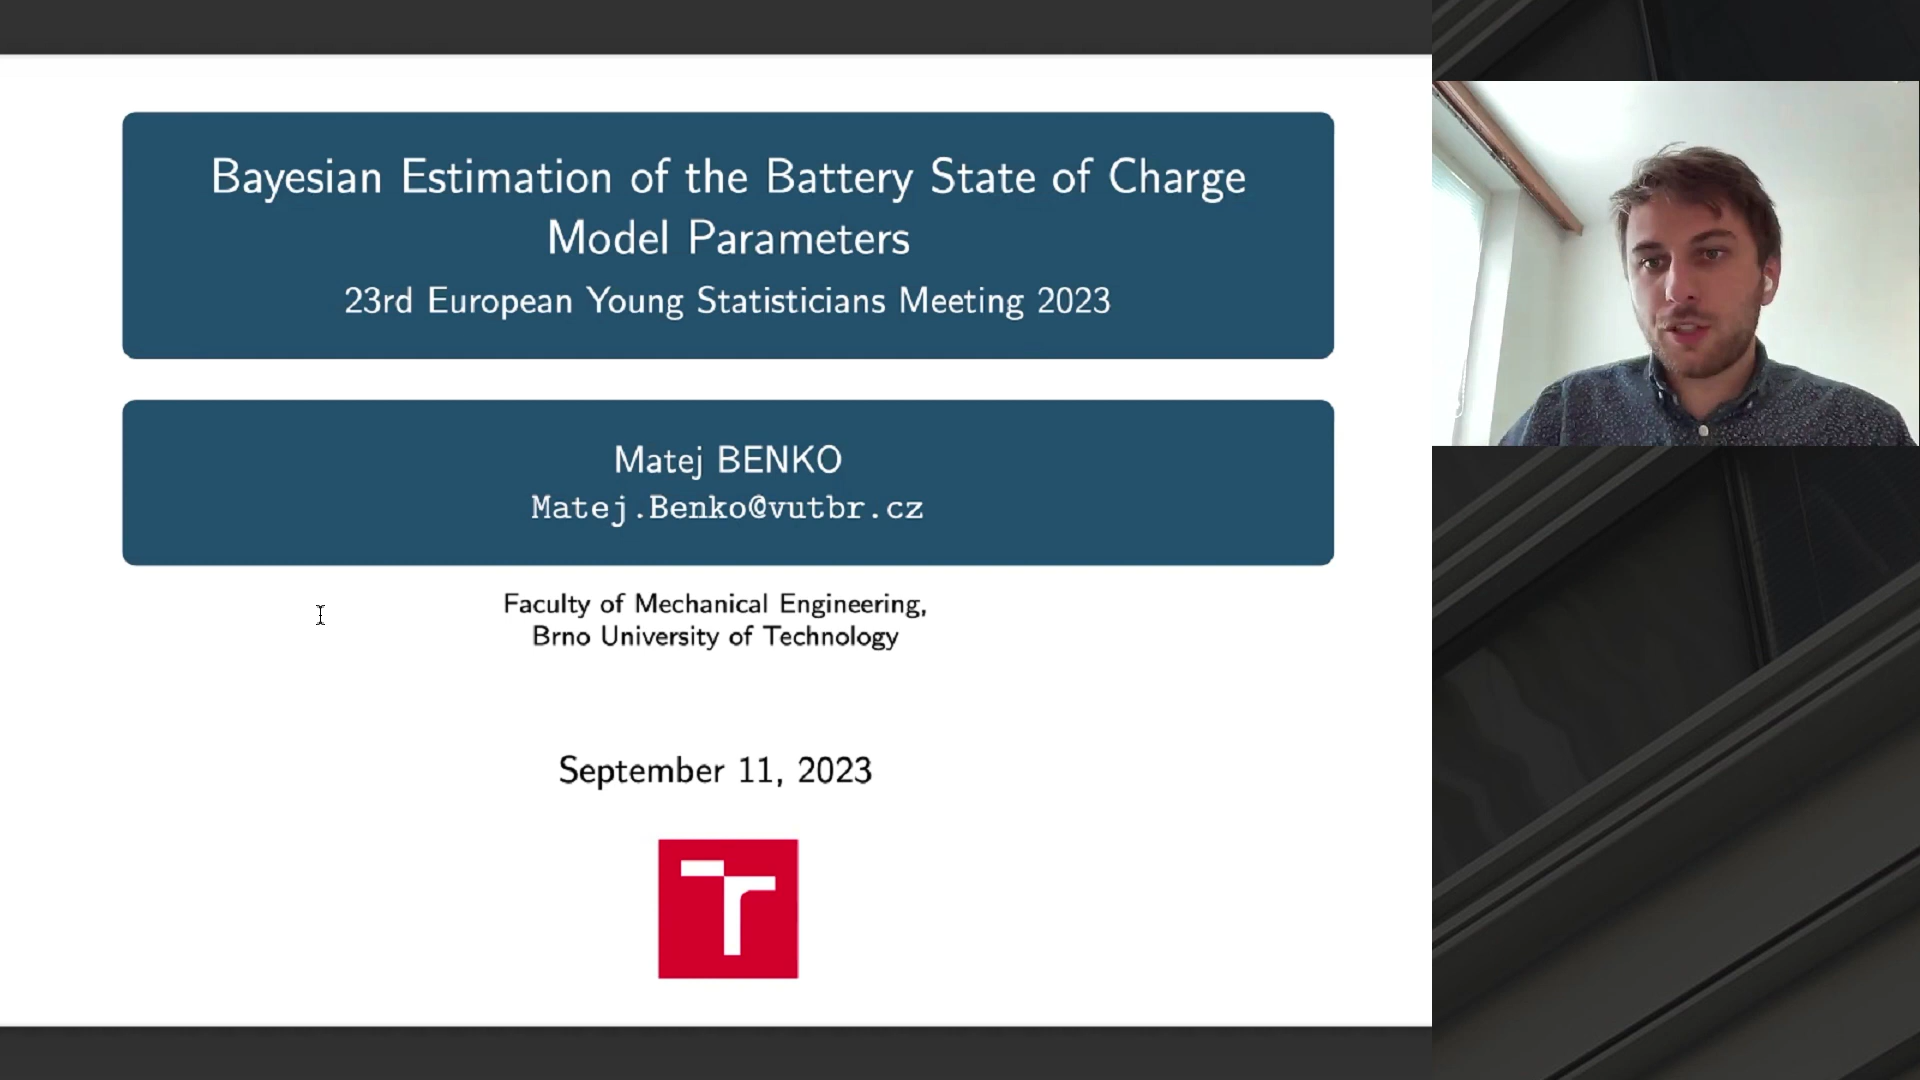 Bayesian Estimation of the Battery State of Charge
Model Parameters
23rd European Young Statisticians Meeting 2023
Matej BENKO
Matej.Benko@vutbr.cz
Faculty of Mechanical Engineering,
Brno University of Technology
September 11, 2023